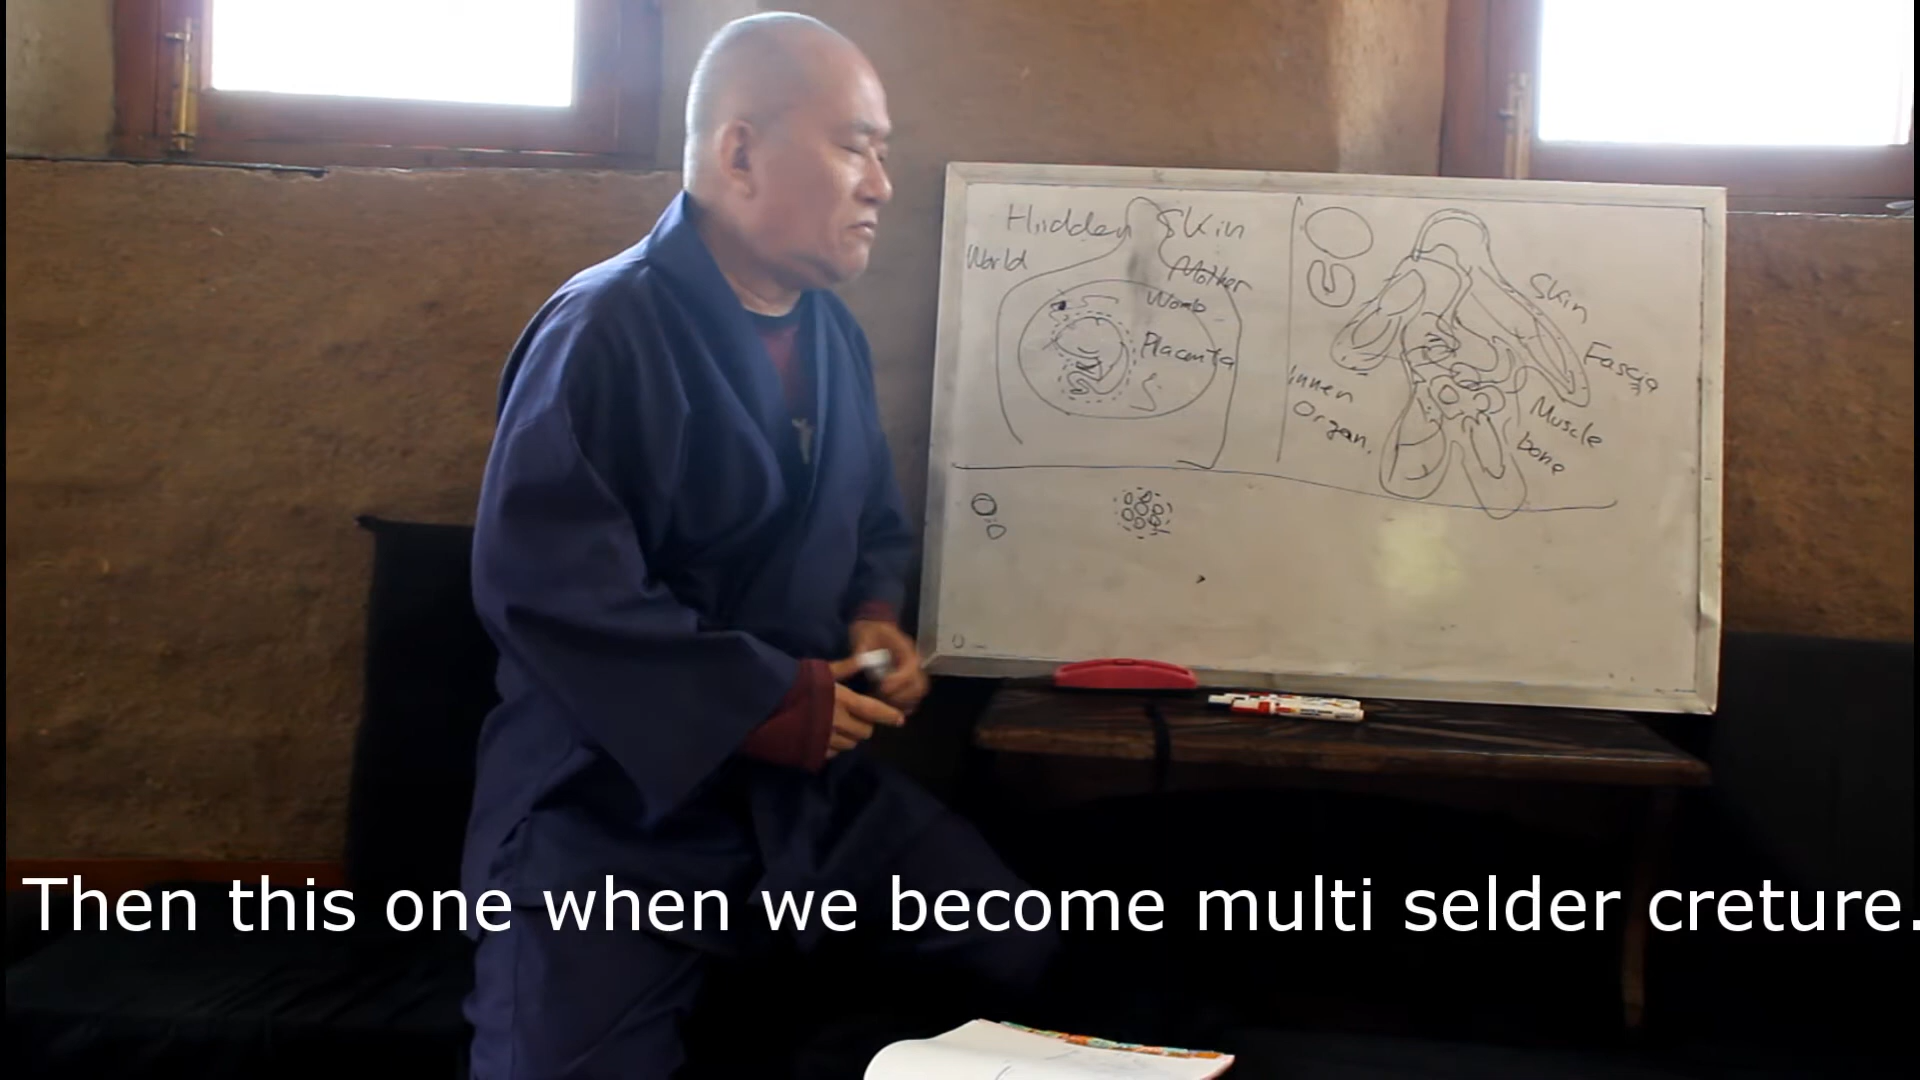 Hidden Skin
World
Mother
Womb
Placenta
Skin
Fascia
Muscle
bone
inner
organ.
Then this one when we become multi selder creture.